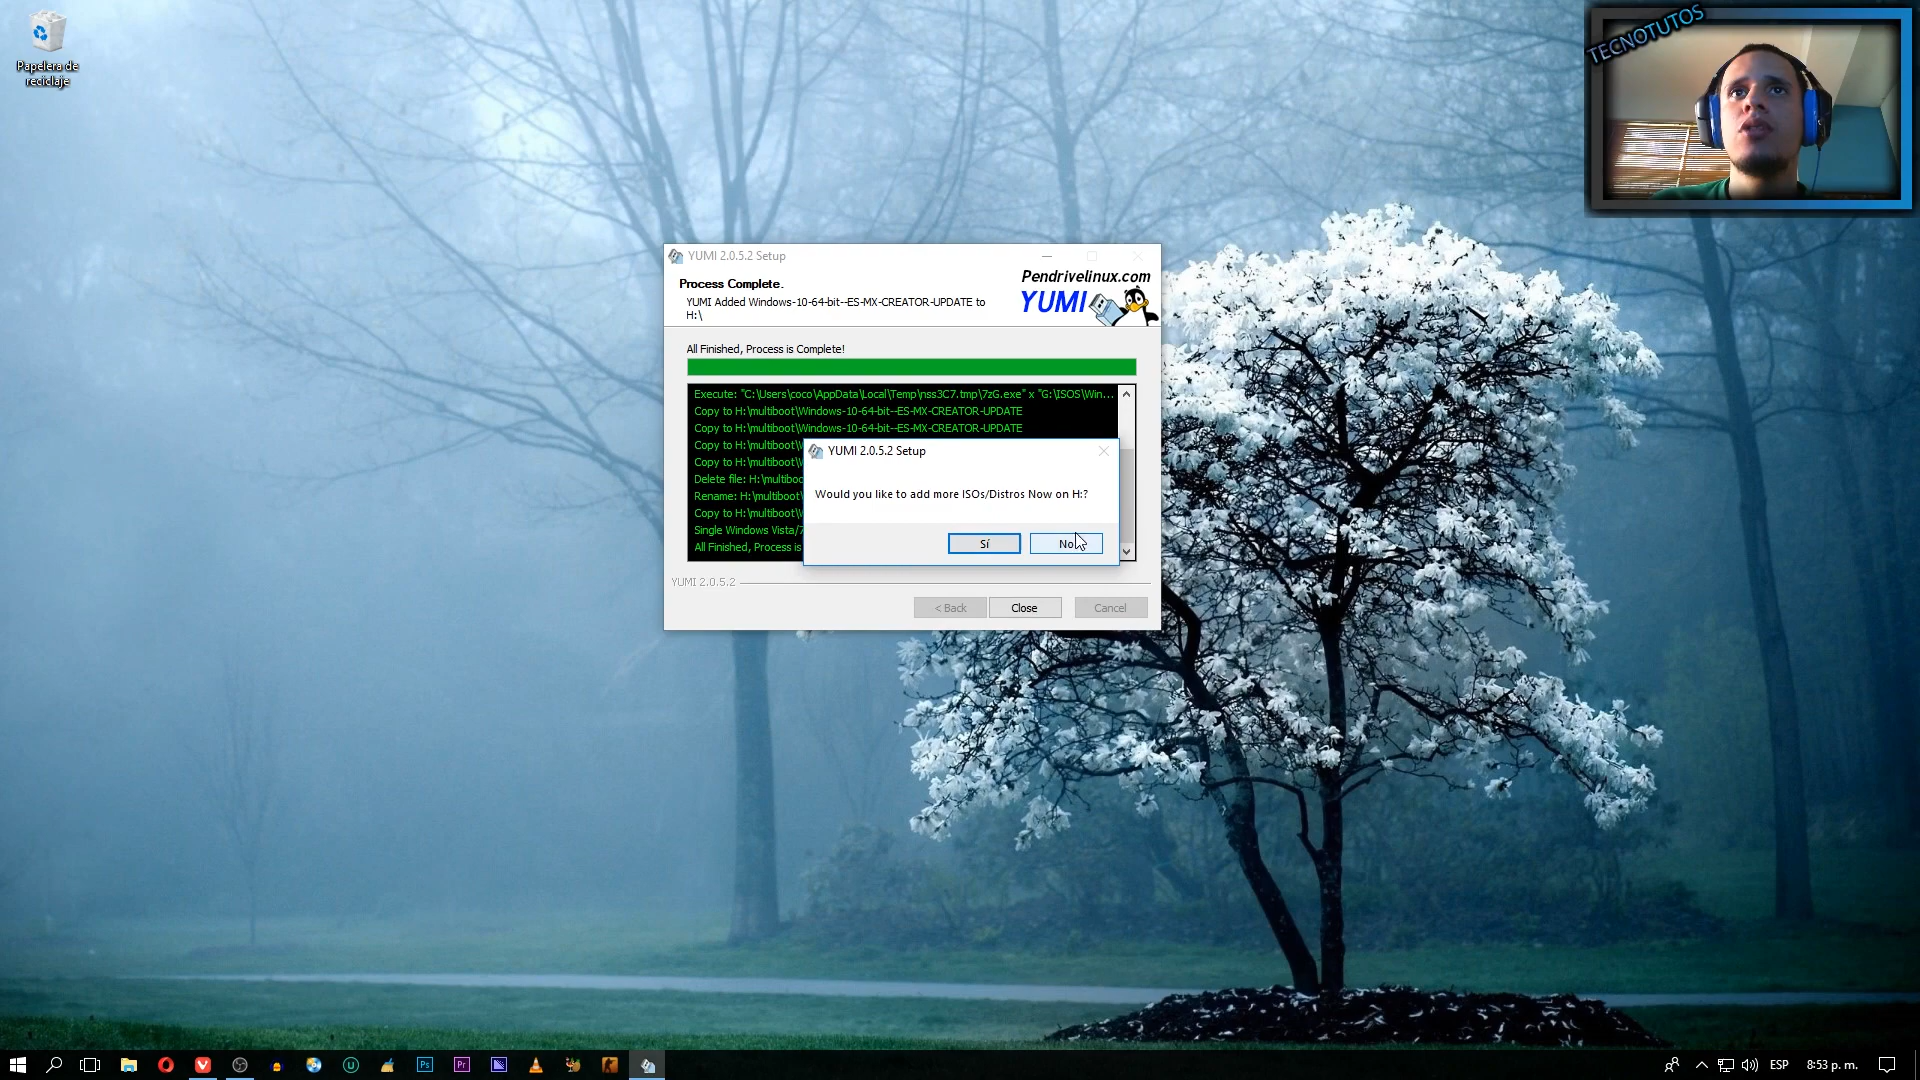 Papelera de
reciclaje
TECNOTUTOS
YUMI 2.0.5.2 Setup
Process Complete.
YUMI Added Windows-10-64-bit--ES-MX-CREATOR-UPDATE to
H:\
Pendrivelinux.com
YUMI
All Finished, Process is Complete!
Execute: "C:\Users\coco\AppData\Local\Temp\nss3C7.tmp\7zG.exe" x "G:\ISOS\Win...
Copy to H:\multiboot\Windows-10-64-bit--ES-MX-CREATOR-UPDATE
Copy to H:\multiboot\Windows-10-64-bit--ES-MX-CREATOR-UPDATE
Copy to H:\multiboot\
Copy to H:\multiboot\
Delete file: H:\multiboo
Rename: H:\multiboot\
Copy to H:\multiboot\
Single Windows Vista/7
All Finished, Process is
YUMI 2.0.5.2 Setup
Would you like to add more ISOs/Distros Now on H:?
Sí
No
YUMI 2.0.5.2
< Back
Close
Cancel
Ps
Pr
ESP
8:53 p. m.